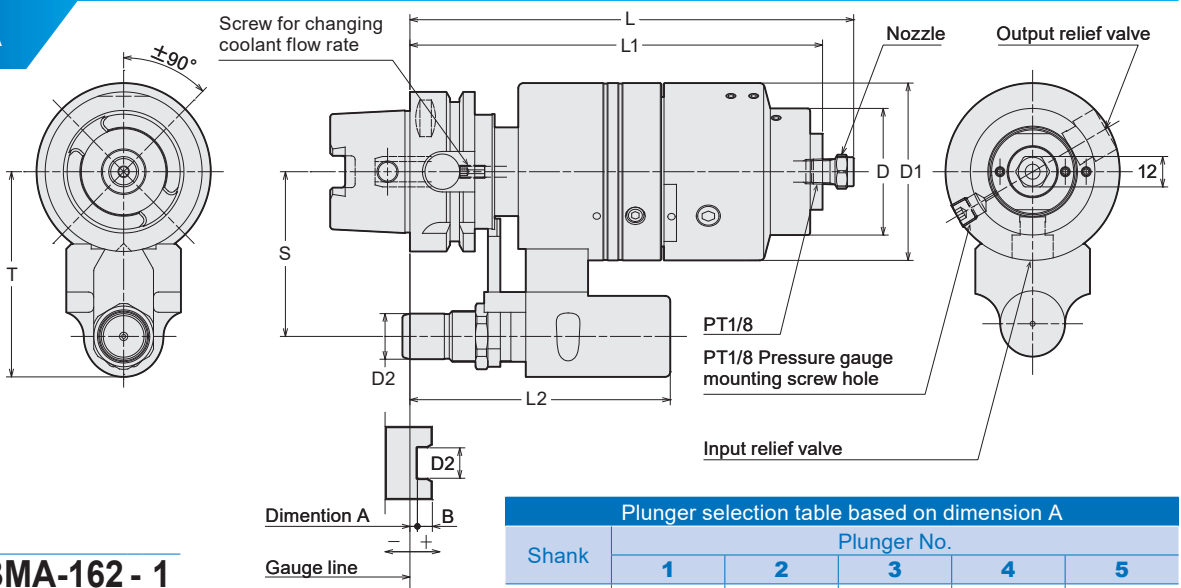 Screw for changing
coolant flow rate
L
L1
Nozzle
Output relief valve
±90°
D
D1
12
T
S
D2
L2
PT1/8
PT1/8 Pressure gauge
mounting screw hole
Input relief valve
D2
Dimention A
B
− +
Gauge line
MA-162 - 1
Plunger selection table based on dimension A
Shank
Plunger No.
1 2 3 4 5